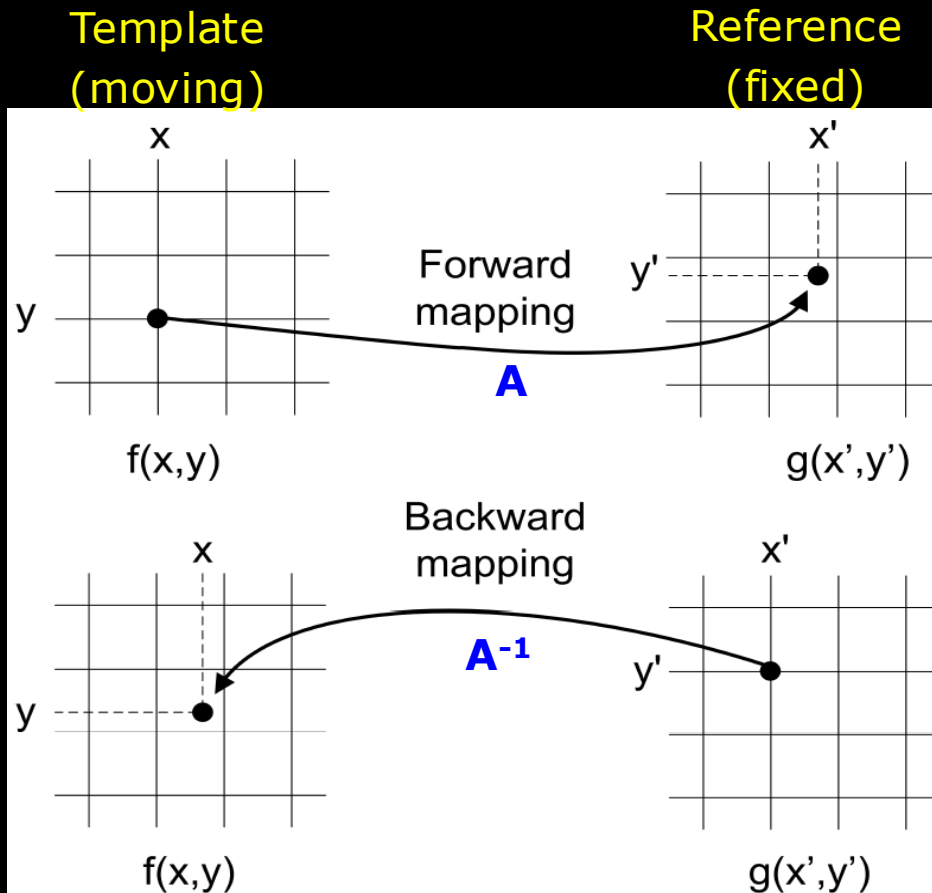 Template
(moving)
Reference
(fixed)
x
x'
Forward
mapping
y'
y
A
f(x,y)
g(x',y’)
Backward
mapping
x
x'
A-1
y'
y
f(x,y)
g(x’,y’)